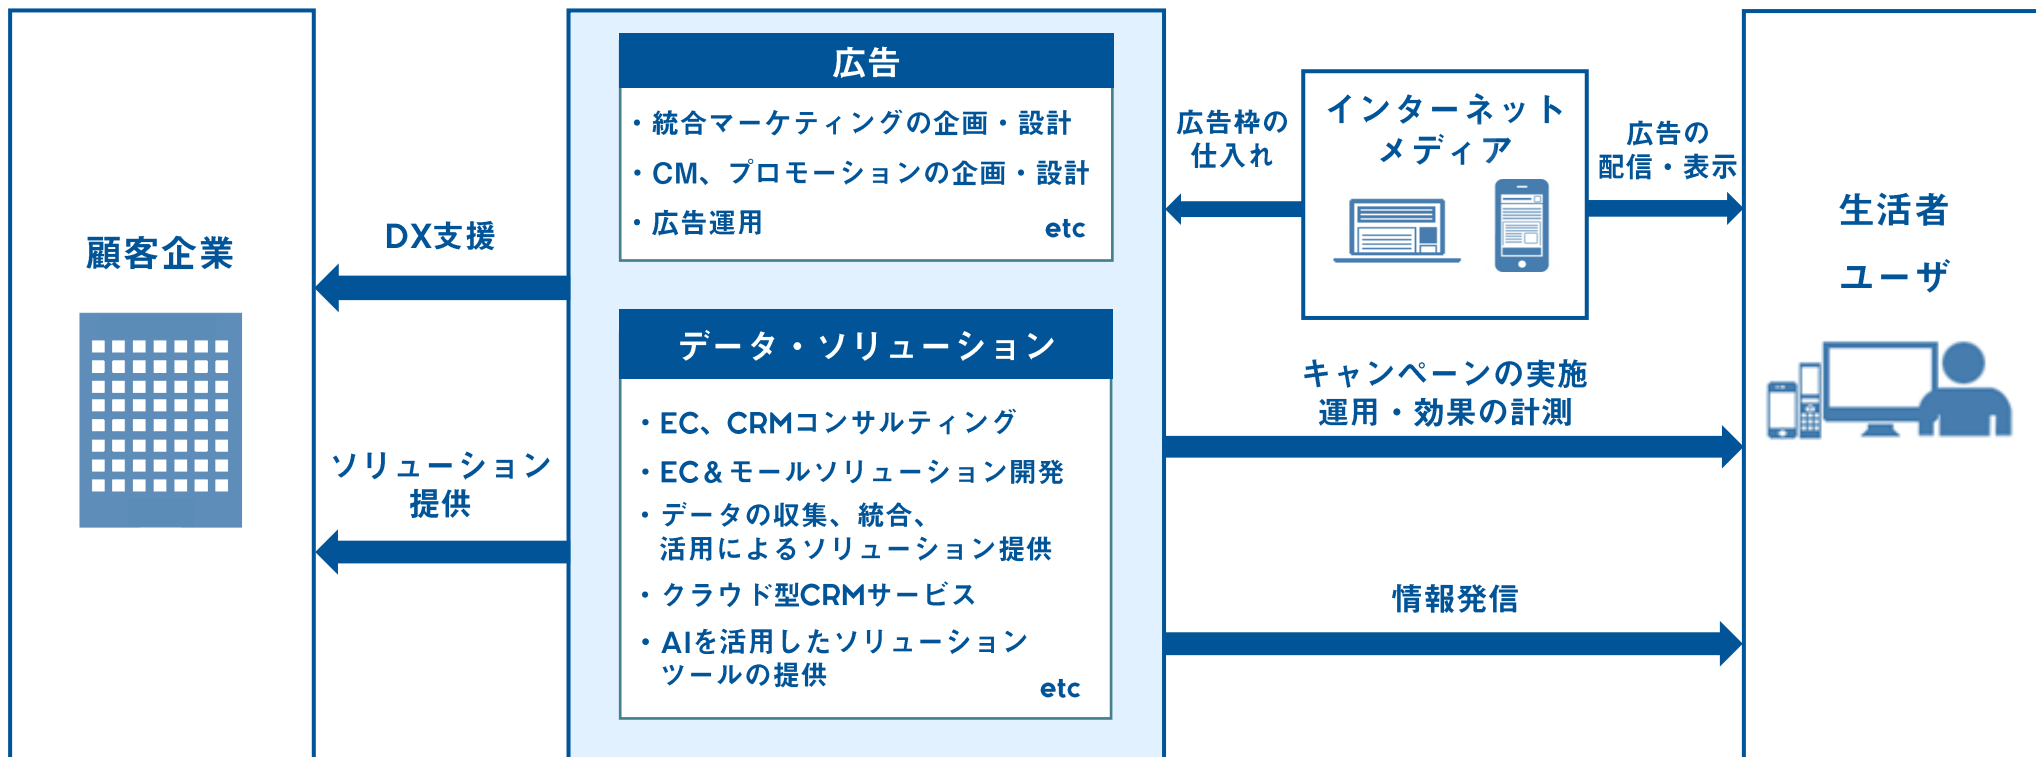 顧客企業
DX支援
ソリューション
提供
広告
・統合マーケティングの企画・設計
・CM、プロモーションの企画・設計
・広告運用
etc
データ・ソリューション
・EC、CRMコンサルティング
・EC&モールソリューション開発
・データの収集、統合、
活用によるソリューション提供
・クラウド型CRMサービス
・AIを活用したソリューション
ツールの提供
etc
広告枠の
仕入れ
インターネット
メディア
広告の
配信・表示
キャンペーンの実施
運用・効果の計測
情報発信
生活者
ユーザ